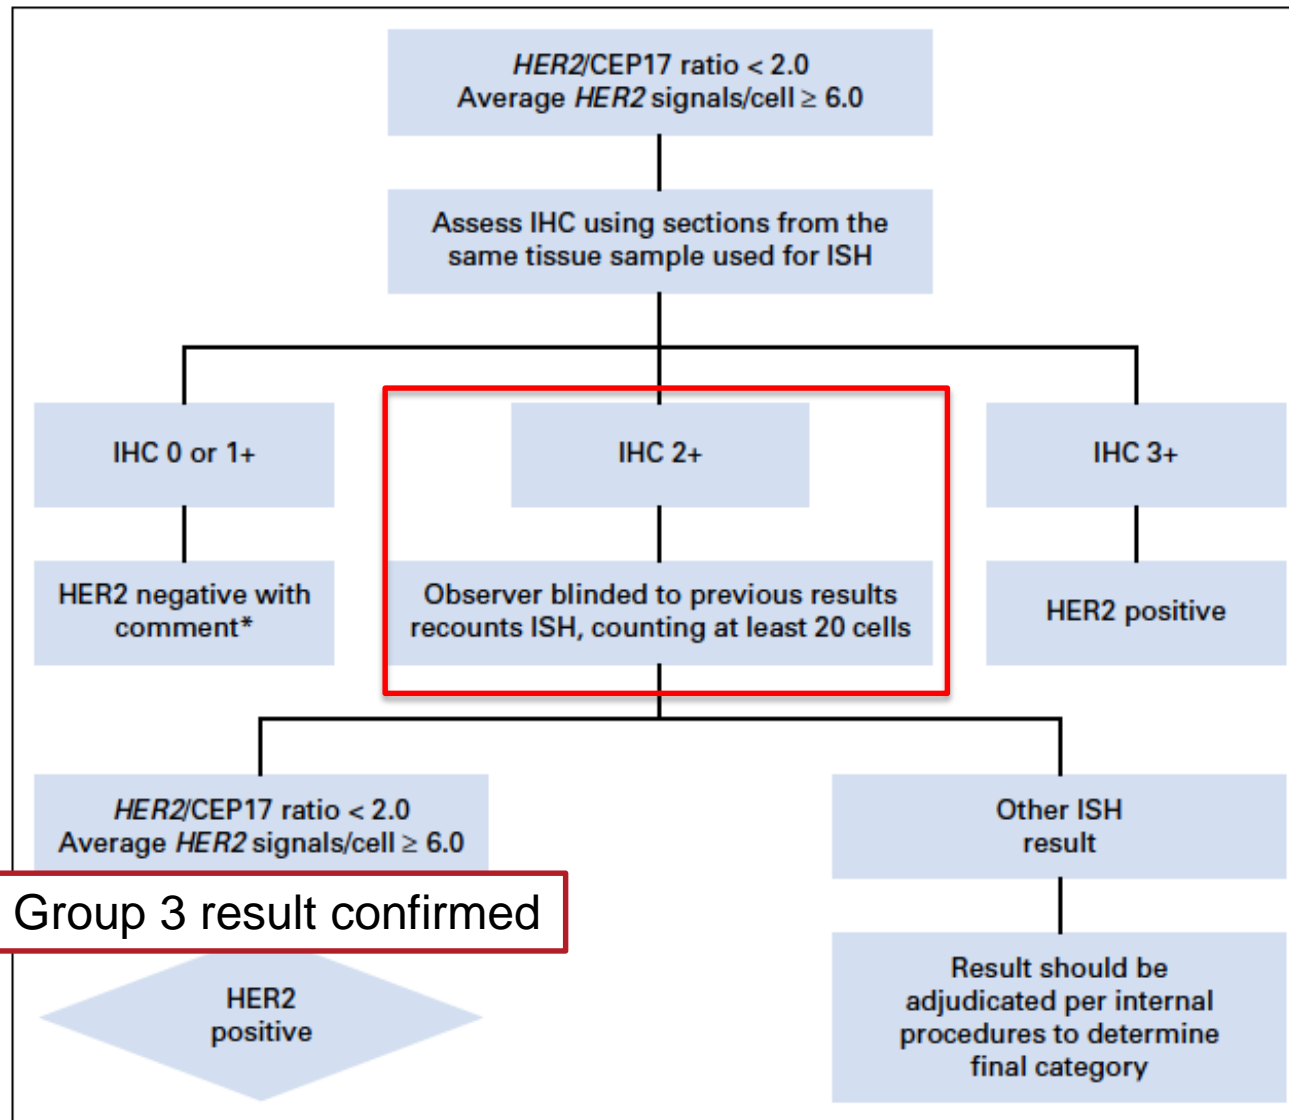 HER2/CEP17 ratio < 2.0
Average HER2 signals/cell ≥ 6.0
Assess IHC using sections from the
same tissue sample used for ISH
IHC 0 or 1+
IHC 2+
IHC 3+
HER2 negative with
comment*
Observer blinded to previous results
recounts ISH, counting at least 20 cells
HER2 positive
HER2/CEP17 ratio < 2.0
Average HER2 signals/cell ≥ 6.0
Other ISH
result
Group 3 result confirmed
HER2
positive
Result should be
adjudicated per internal
procedures to determine
final category